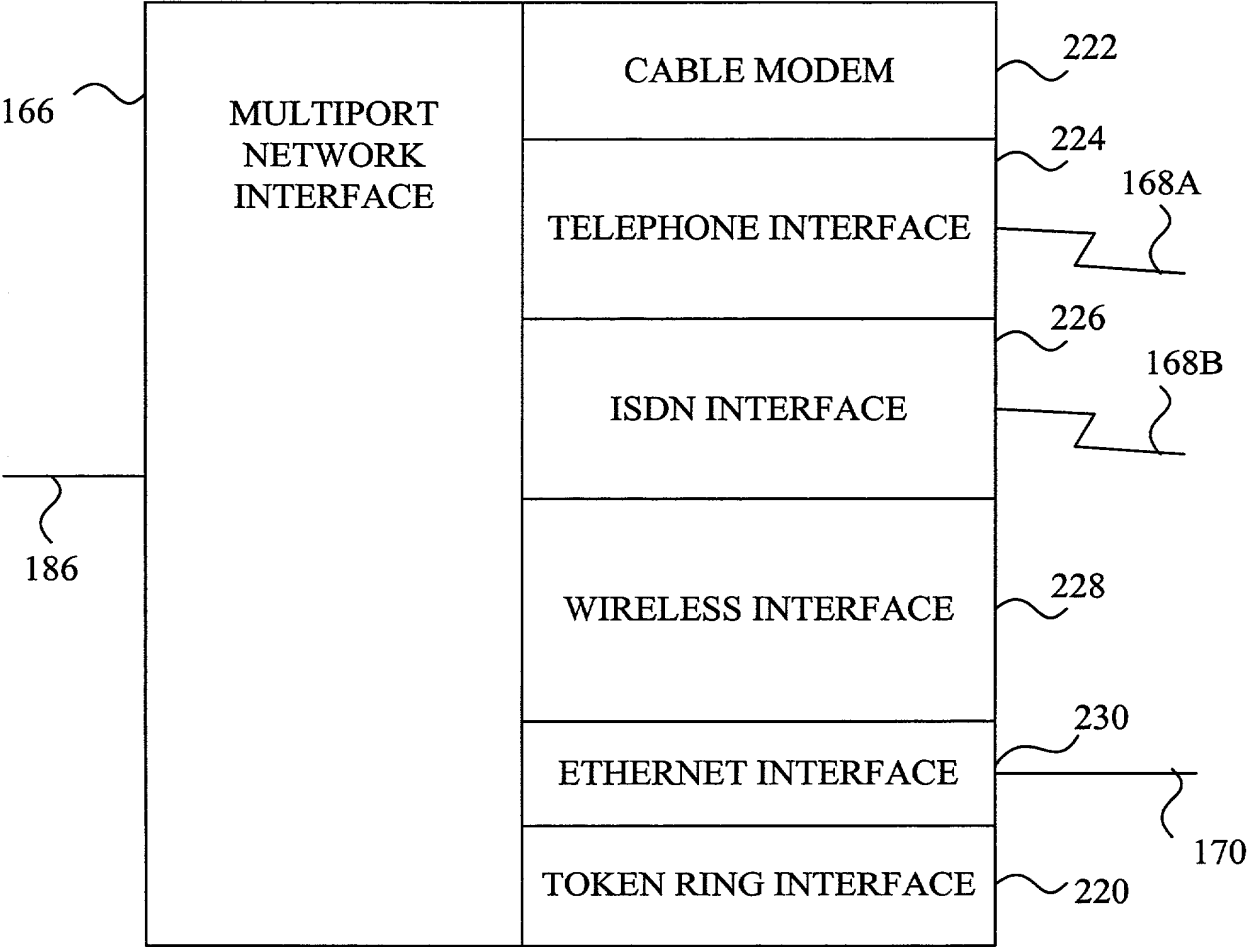 166
MULTIPORT
NETWORK
INTERFACE
186
CABLE MODEM
222
224
TELEPHONE INTERFACE
168A
226
ISDN INTERFACE
168B
WIRELESS INTERFACE
228
230
ETHERNET INTERFACE
170
TOKEN RING INTERFACE
220